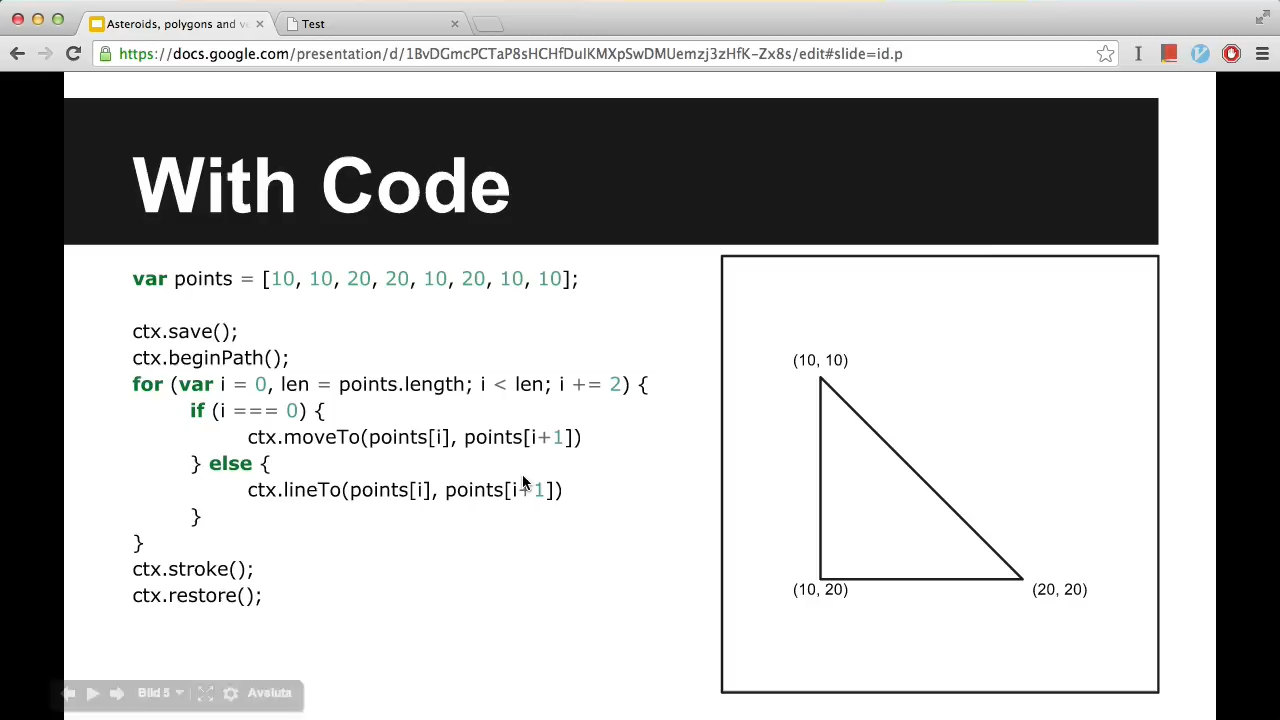 Asteroids, polygons and ve
Test
https://docs.google.com/presentation/d/1BvDGmcPCTaP8sHCHfDuIKMXpSwDMUemzj3zHfK-Zx8s/edit#slide=id.p
With Code
var points = [10, 10, 20, 20, 10, 20, 10, 10];
ctx.save();
ctx.beginPath();
for (var i = 0, len = points.length; i < len; i += 2) {
if (i === 0) {
ctx.moveTo(points[i], points[i+1])
} else {
ctx.lineTo(points[i], points[i+1])
}
}
ctx.stroke();
ctx.restore();
(10, 10)
(10, 20)
(20, 20)
Bild 5
Avsluta